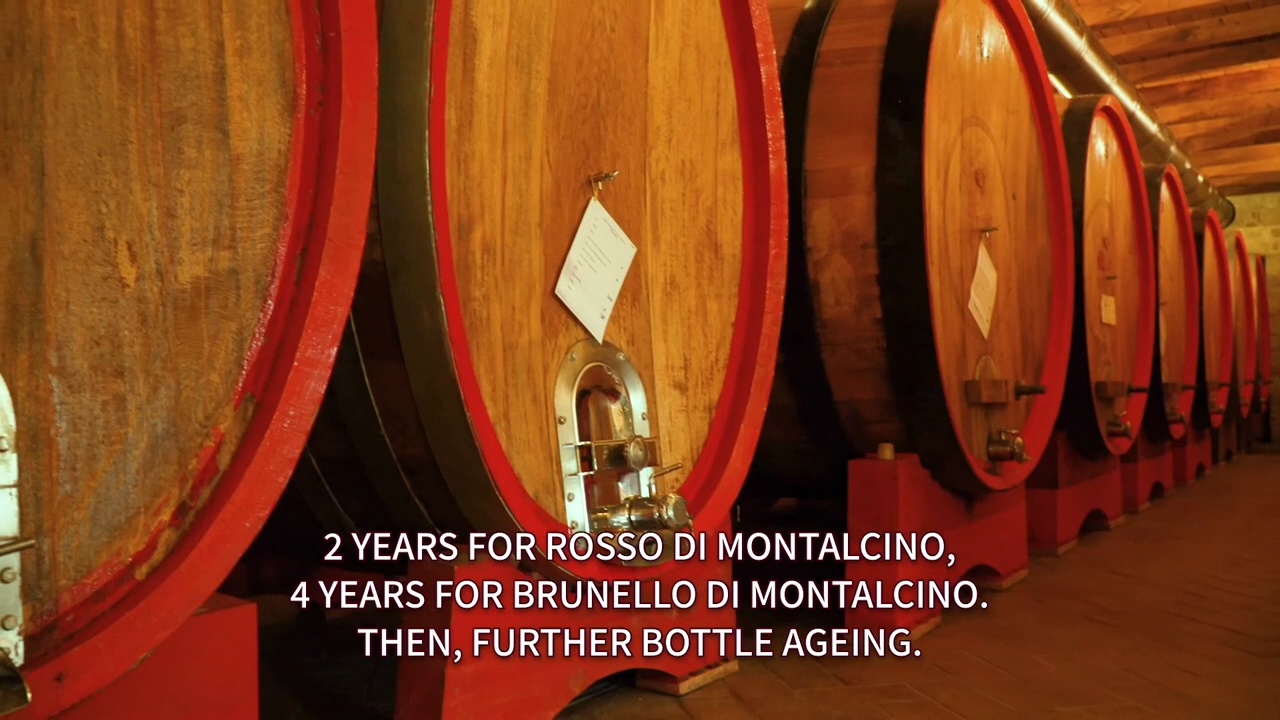 2 YEARS FOR ROSSO DI MONTALCINO,
4 YEARS FOR BRUNELLO DI MONTALCINO.
THEN, FURTHER BOTTLE AGEING.